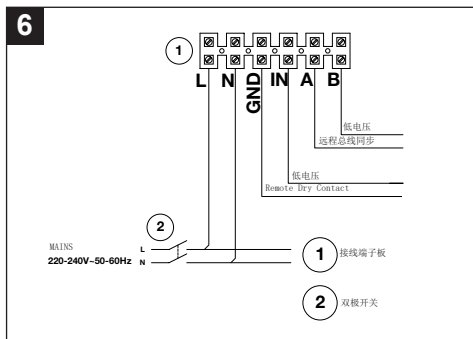 6
1
L N GND IN A B
低电压
远程总线同步
低电压
Remote Dry Contact
2
MAINS
L
220-240V~50-60Hz N
1 接线端子板
2 双极开关